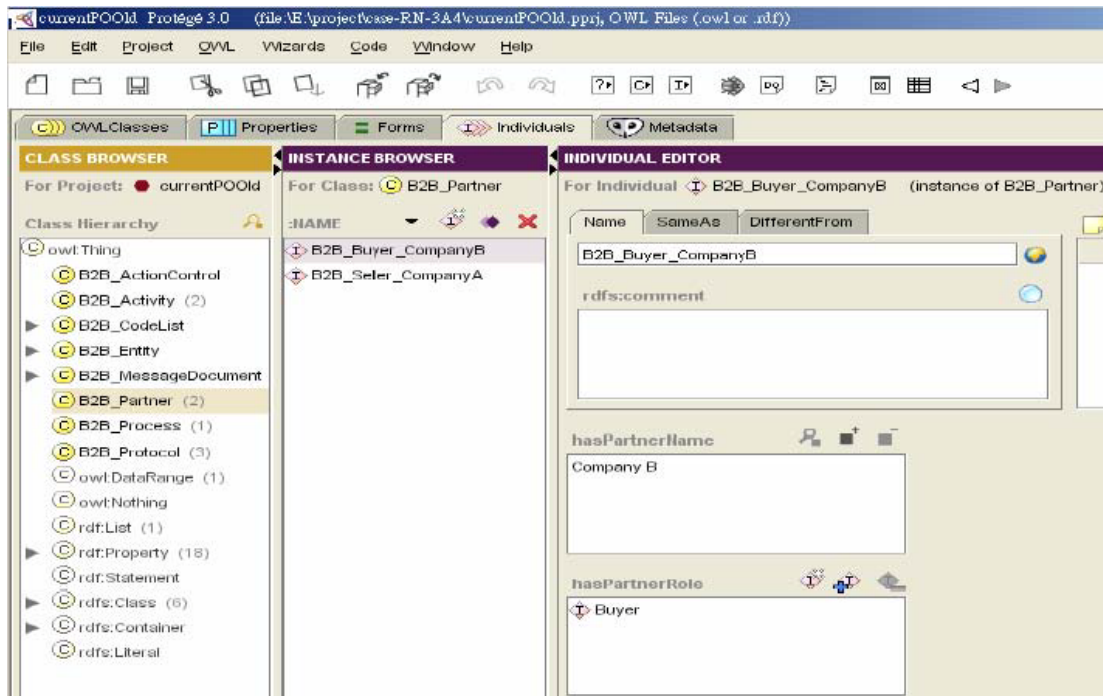 currentPOOld Protégé 3.0 (file:\E:\project\case-RN-3A4\currentPOOld.pprj, OWL Files (.owl or .rdf))
File Edit Project OWL Wizards Code Window Help
OWLClasses Properties Forms Individuals Metadata
CLASS BROWSER
For Project: currentPOOld
Class Hierarchy
owl:Thing
B2B_ActionControl
B2B_Activity (2)
B2B_CodeList
B2B_Entity
B2B_MessageDocument
B2B_Partner (2)
B2B_Process (1)
B2B_Protocol (3)
owl:DataRange (1)
owl:Nothing
rdf:List (1)
rdf:Property (18)
rdf:Statement
rdfs:Class (6)
rdfs:Container
rdfs:Literal
INSTANCE BROWSER
For Class: B2B_Partner
:NAME
B2B_Buyer_CompanyB
B2B_Seler_CompanyA
INDIVIDUAL EDITOR
For Individual B2B_Buyer_CompanyB (instance of B2B_Partner)
Name SameAs DifferentFrom
B2B_Buyer_CompanyB
rdfs:comment
hasPartnerName
Company B
hasPartnerRole
Buyer